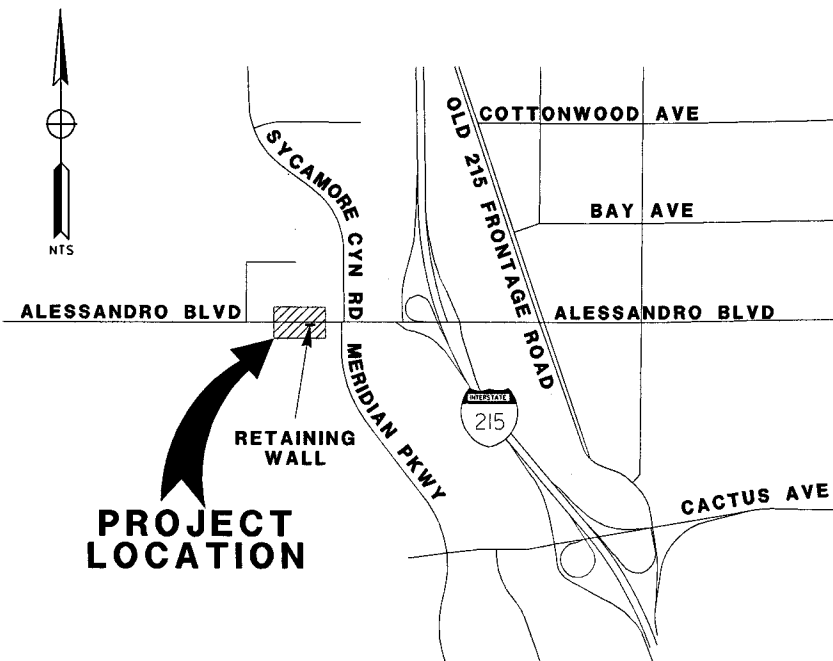 NTS
COTTONWOOD AVE
OLD 215 FRONTAGE ROAD
SYCAMORE CYN RD
BAY AVE
ALESSANDRO BLVD
ALESSANDRO BLVD
MERIDIAN PKWY
INTERSTATE
215
RETAINING
WALL
CACTUS AVE
PROJECT
LOCATION